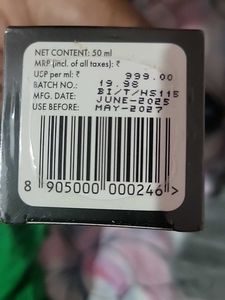 NET CONTENT: 50 ml
MRP (incl. of all taxes): ₹ 999.00
USP per ml: ₹ 19.98
BATCH NO.: BI/T/HS115
MFG. DATE: JUNE-2025
USE BEFORE: MAY-2027
8 905000 000246 >